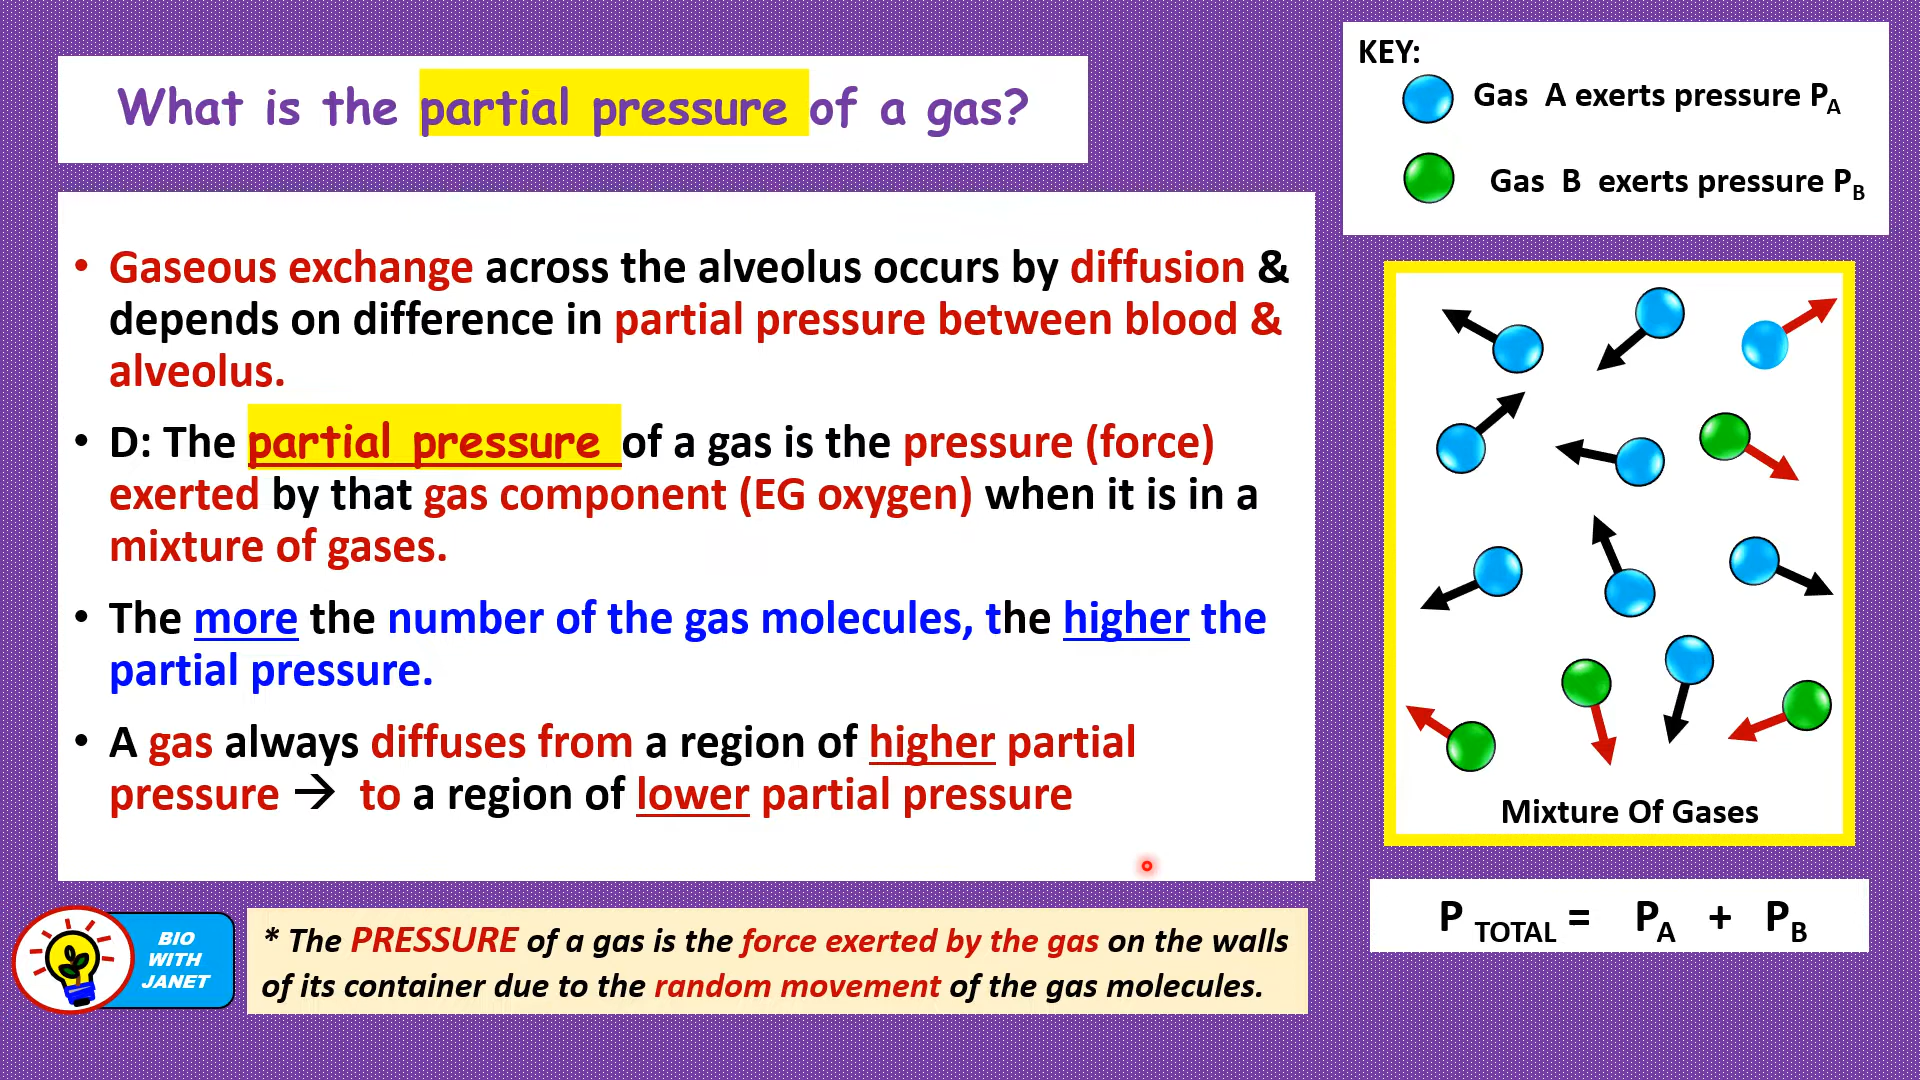 What is the partial pressure of a gas?
• Gaseous exchange across the alveolus occurs by diffusion &
depends on difference in partial pressure between blood &
alveolus.
• D: The partial pressure of a gas is the pressure (force)
exerted by that gas component (EG oxygen) when it is in a
mixture of gases.
• The more the number of the gas molecules, the higher the
partial pressure.
• A gas always diffuses from a region of higher partial
pressure → to a region of lower partial pressure
* The PRESSURE of a gas is the force exerted by the gas on the walls
of its container due to the random movement of the gas molecules.
BIO
WITH
JANET
KEY:
Gas A exerts pressure PA
Gas B exerts pressure PB
Mixture Of Gases
P TOTAL = PA + PB